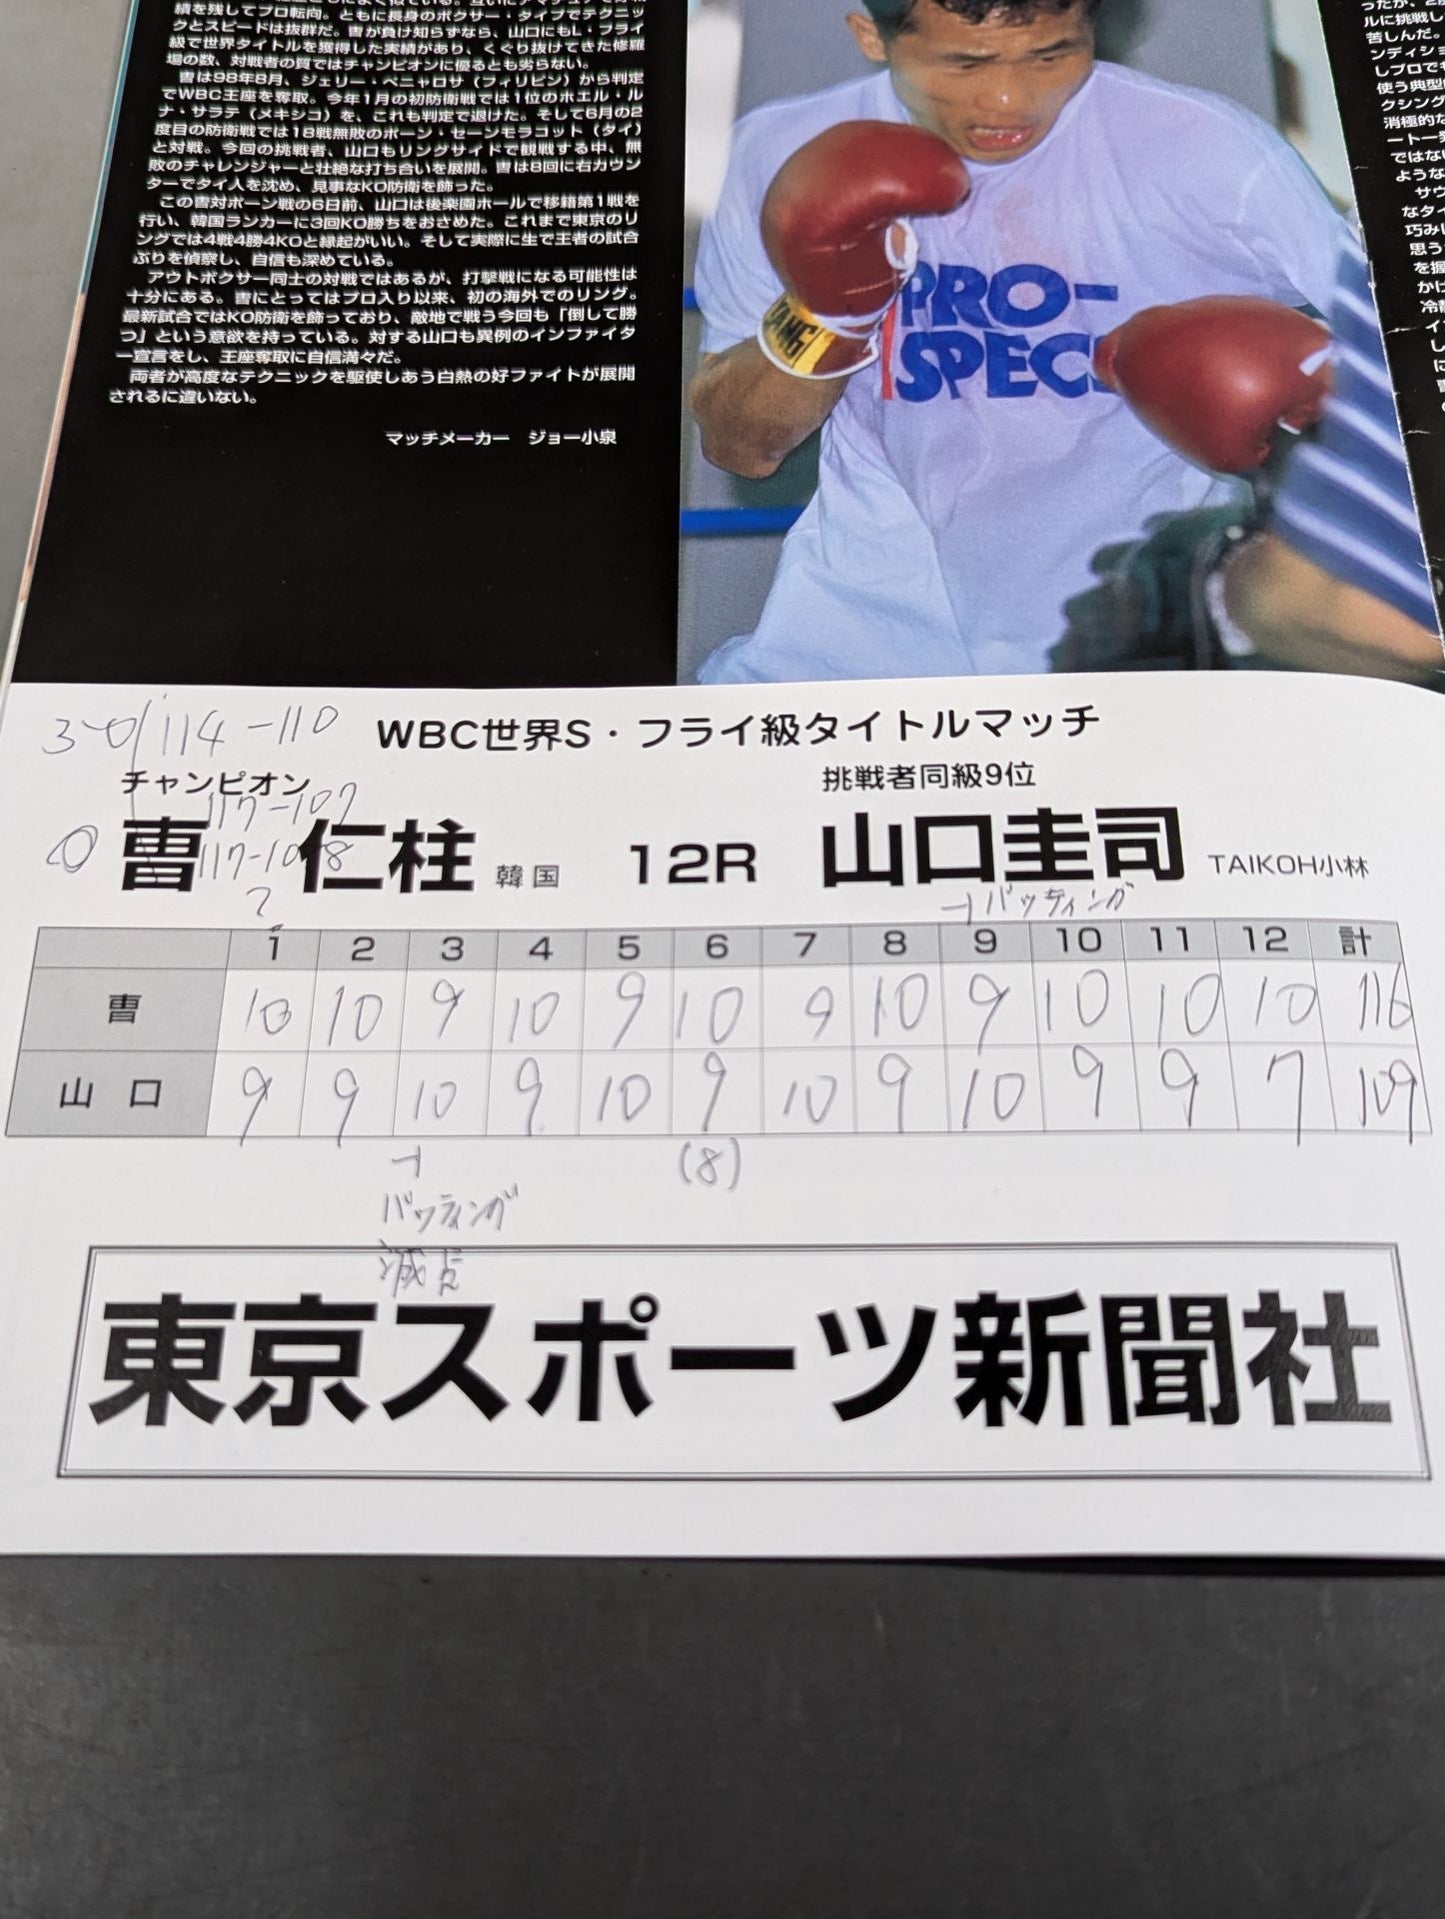 績を残してプロ転向。ともに長身のボクサー・タイプでテクニッ
クとスピードは抜群だ。曺が負け知らずなら、山口にもL・フライ
級で世界タイトルを獲得した実績があり、くぐり抜けてきた修羅
場の数、対戦者の質ではチャンピオンに優るとも劣らない。
曺は98年8月、ジェリー・ペニャロサ（フィリピン）から判定
でWBC王座を奪取。今年1月の初防衛戦では1位のホエル・ル
ナ・サラテ（メキシコ）を、これも判定で退けた。そして6月の2
度目の防衛戦では18戦無敗のポーン・セーンモラコット（タイ）
と対戦。今回の挑戦者、山口もリングサイドで観戦する中、無
敗のチャレンジャーと壮絶な打ち合いを展開。曺は8回に右カウン
ターでタイ人を沈め、見事なKO防衛を飾った。
この曺対ポーン戦の6日前、山口は後楽園ホールで移籍第1戦を
行い、韓国ランカーに3回KO勝ちをおさめた。これまで東京のリ
ングでは4戦4勝4KOと縁起がいい。そして実際に生で王者の試合
ぶりを偵察し、自信も深めている。
アウトボクサー同士の対戦ではあるが、打撃戦になる可能性は
十分にある。曺にとってはプロ入り以来、初の海外でのリング。
最新試合ではKO防衛を飾っており、敵地で戦う今回も「倒して勝
つ」という意欲を持っている。対する山口も異例のインファイタ
ー宣言をし、王座奪取に自信満々だ。
両者が高度なテクニックを駆使しあう白熱の好ファイトが展開
されるに違いない。
マッチメーカー　ジョー小泉
PRO-
SPEC
3-0/114-110
WBC世界S・フライ級タイトルマッチ
チャンピオン
117-107
挑戦者同級9位
曺 仁柱 韓国 12R 山口圭司 TAIKOH小林
117-108
?
-1 バッティング
1 2 3 4 5 6 7 8 9 10 11 12 計
曺 10 10 9 10 9 10 9 10 9 10 10 10 116
山口 9 9 10 9 10 9 10 9 10 9 9 7 109
-1
(8)
バッティング
減点
東京スポーツ新聞社